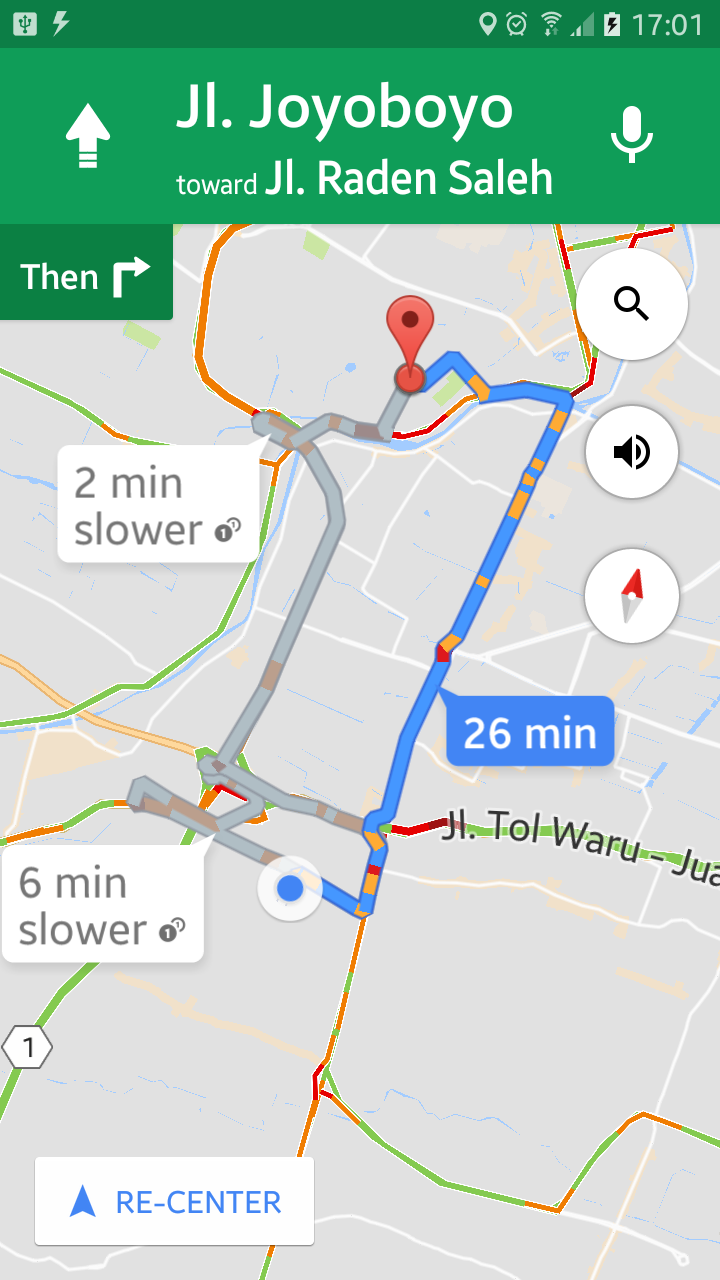 17:01
Jl. Joyoboyo
toward Jl. Raden Saleh
Then
2 min
slower
26 min
Jl. Tol Waru - Jua
6 min
slower
1
RE-CENTER